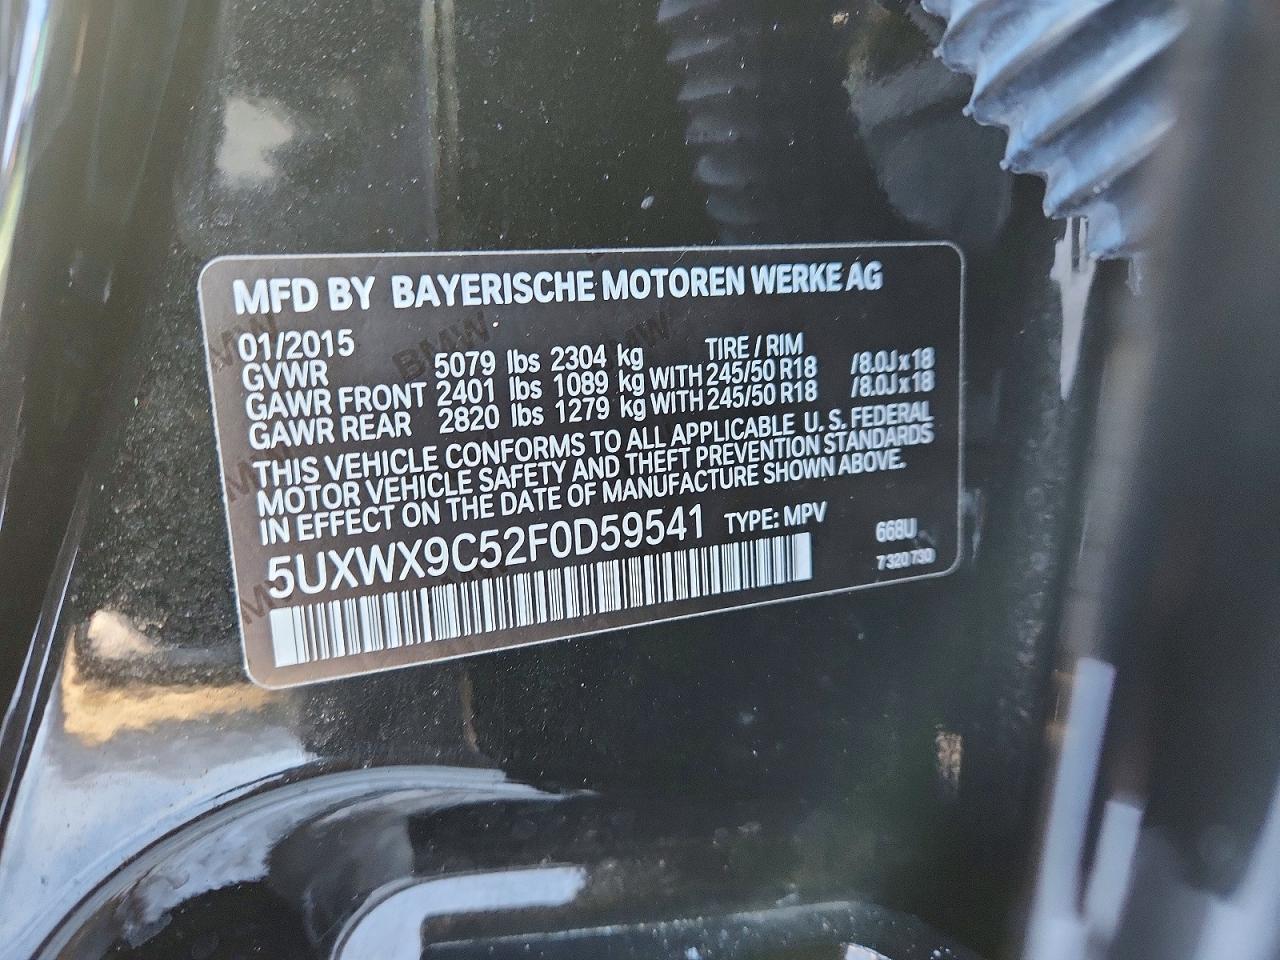 MFD BY BAYERISCHE MOTOREN WERKE AG
01/2015 TIRE / RIM
GVWR 5079 lbs 2304 kg
GAWR FRONT 2401 lbs 1089 kg WITH 245/50 R18 /8.0J x 18
GAWR REAR 2820 lbs 1279 kg WITH 245/50 R18 /8.0J x 18
THIS VEHICLE CONFORMS TO ALL APPLICABLE U.S. FEDERAL
MOTOR VEHICLE SAFETY AND THEFT PREVENTION STANDARDS
IN EFFECT ON THE DATE OF MANUFACTURE SHOWN ABOVE.
5UXWX9C52F0D59541 TYPE: MPV 668U
7 320 730